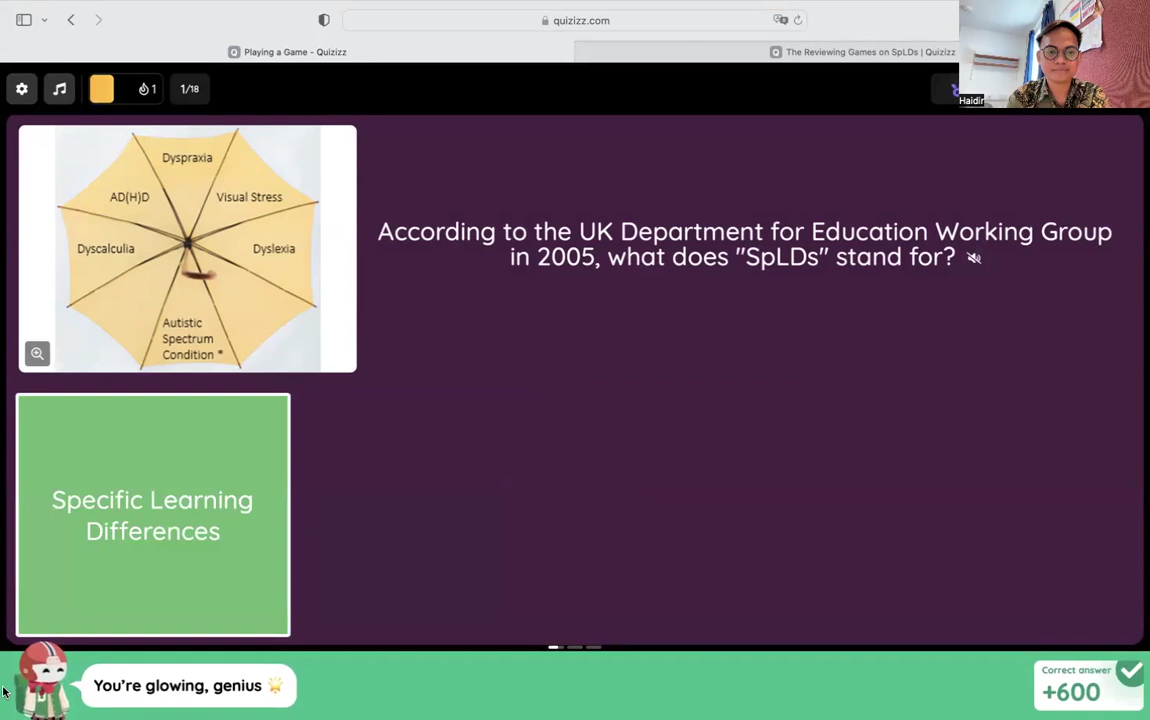 quizizz.com
Playing a Game - Quizizz
The Reviewing Games on SpLDs | Quizizz
Haidir
1
1/18
Dyspraxia
AD(H)D
Visual Stress
Dyscalculia
Dyslexia
Autistic
Spectrum
Condition *
According to the UK Department for Education Working Group
in 2005, what does "SpLDs" stand for?
Specific Learning
Differences
You're glowing, genius
Correct answer
+600